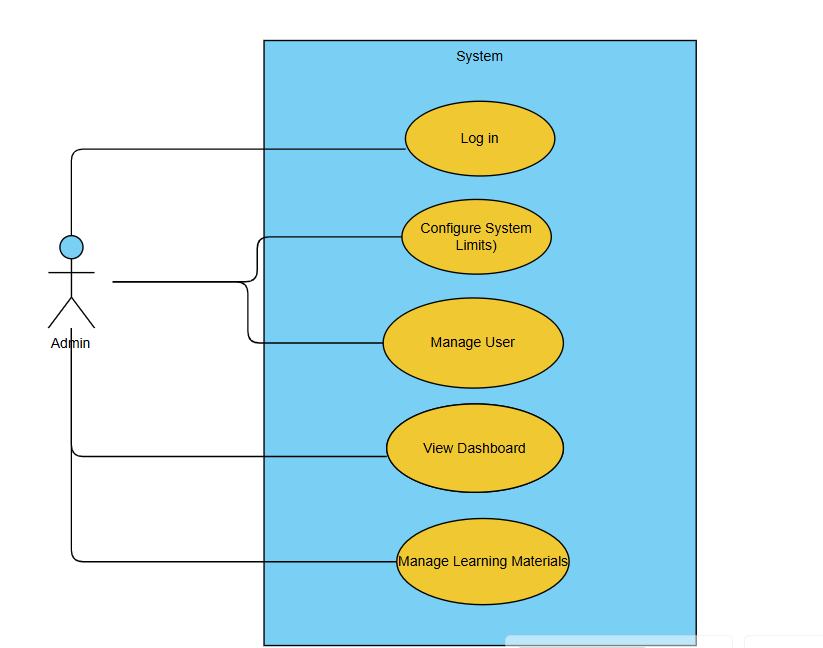 System
Log in
Configure System
Limits)
Manage User
Admin
View Dashboard
Manage Learning Materials